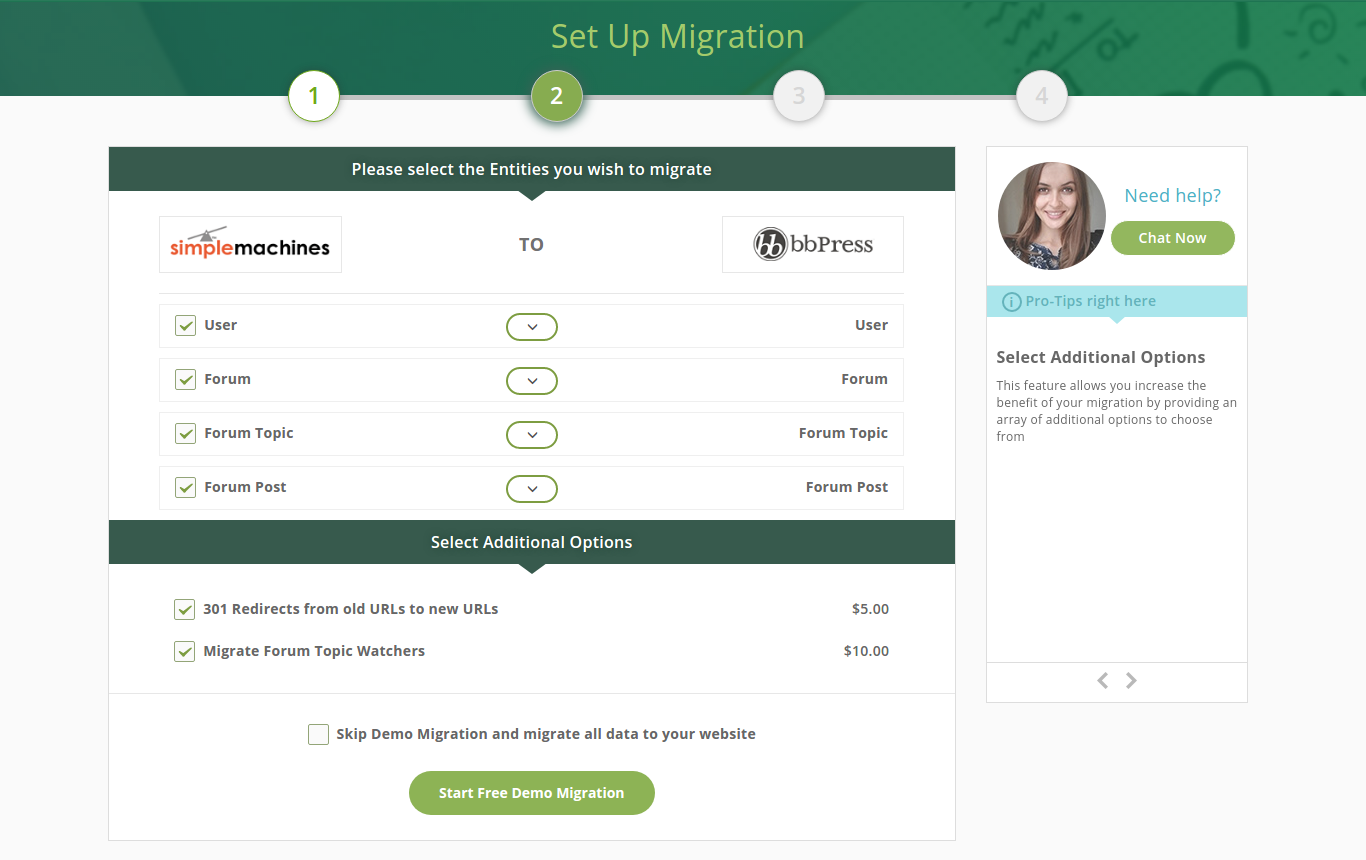 Set Up Migration
1
2
3
4
Please select the Entities you wish to migrate
simplemachines
TO
bb bbPress
User
User
Forum
Forum
Forum Topic
Forum Topic
Forum Post
Forum Post
Select Additional Options
301 Redirects from old URLs to new URLs
$5.00
Migrate Forum Topic Watchers
$10.00
Skip Demo Migration and migrate all data to your website
Start Free Demo Migration
Need help?
Chat Now
i Pro-Tips right here
Select Additional Options
This feature allows you increase the
benefit of your migration by providing an
array of additional options to choose
from